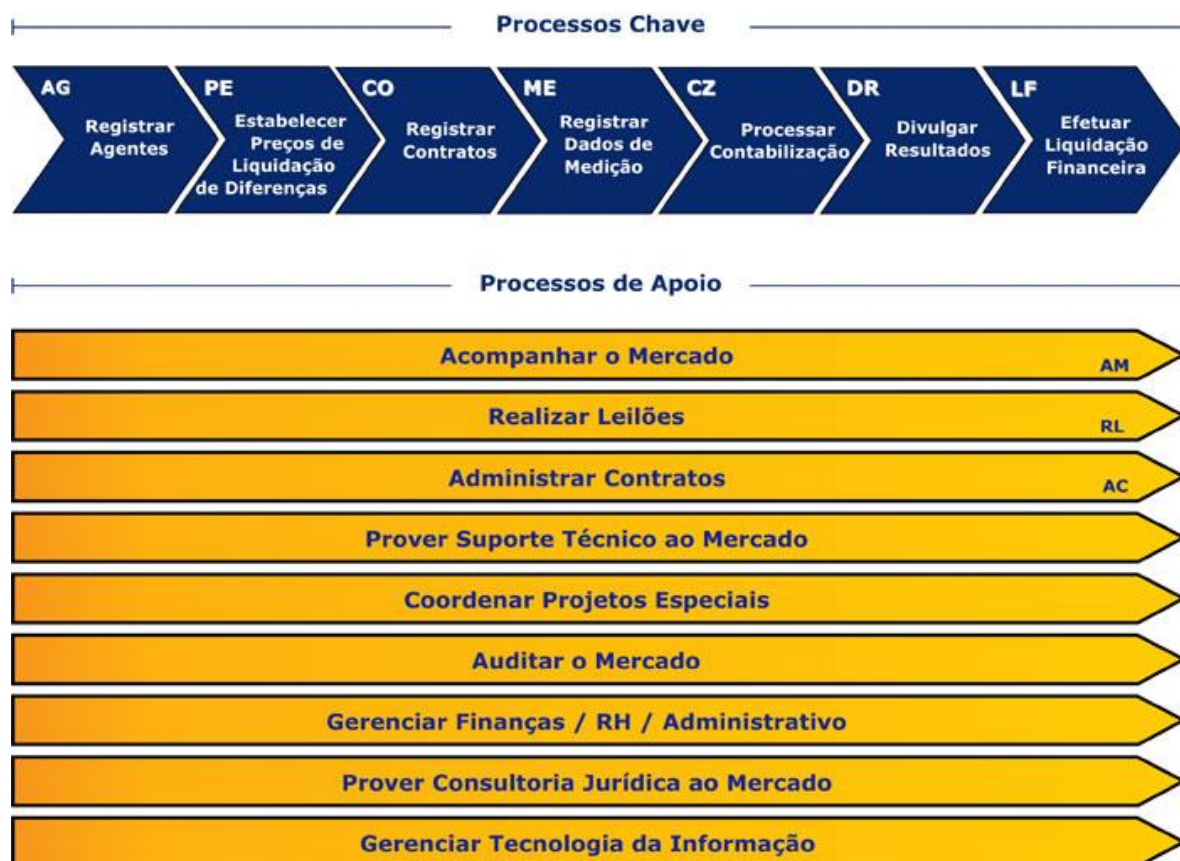 Processos Chave
AG
Registrar
Agentes
PE
Estabelecer
Preços de
Liquidação
de Diferenças
CO
Registrar
Contratos
ME
Registrar
Dados de
Medição
CZ
Processar
Contabilização
DR
Divulgar
Resultados
LF
Efetuar
Liquidação
Financeira
Processos de Apoio
Acompanhar o Mercado
AM
Realizar Leilões
RL
Administrar Contratos
AC
Prover Suporte Técnico ao Mercado
Coordenar Projetos Especiais
Auditar o Mercado
Gerenciar Finanças / RH / Administrativo
Prover Consultoria Jurídica ao Mercado
Gerenciar Tecnologia da Informação